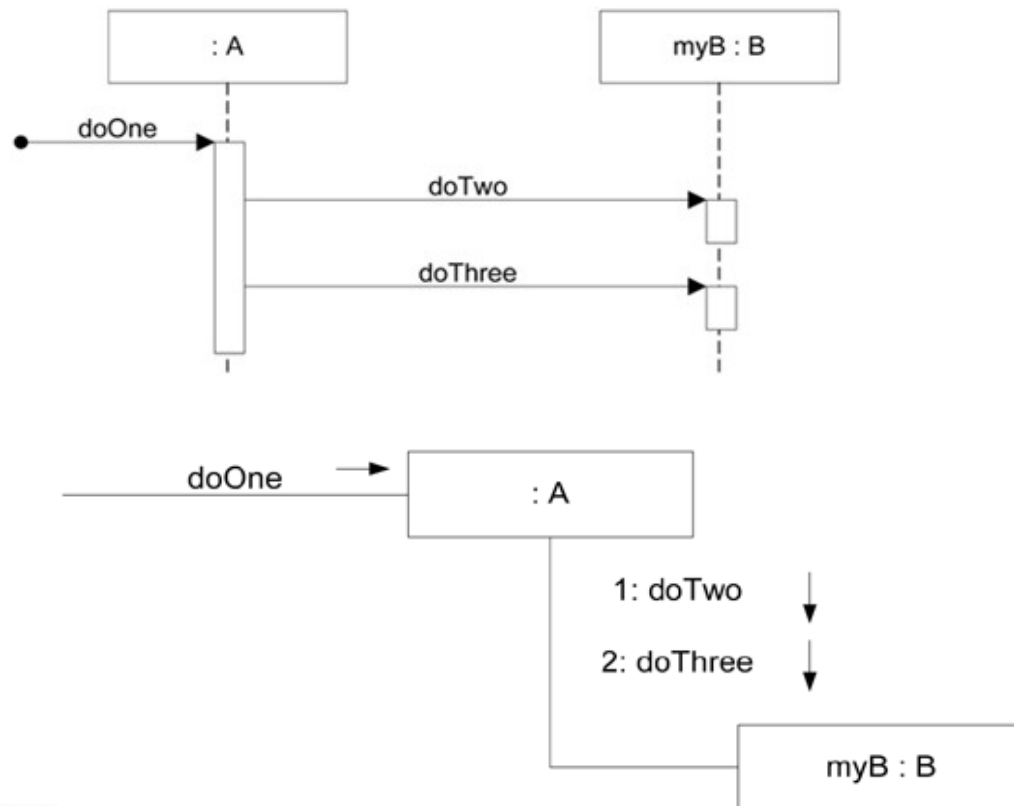 : A
myB : B
doOne
doTwo
doThree
doOne
: A
1: doTwo
2: doThree
myB : B